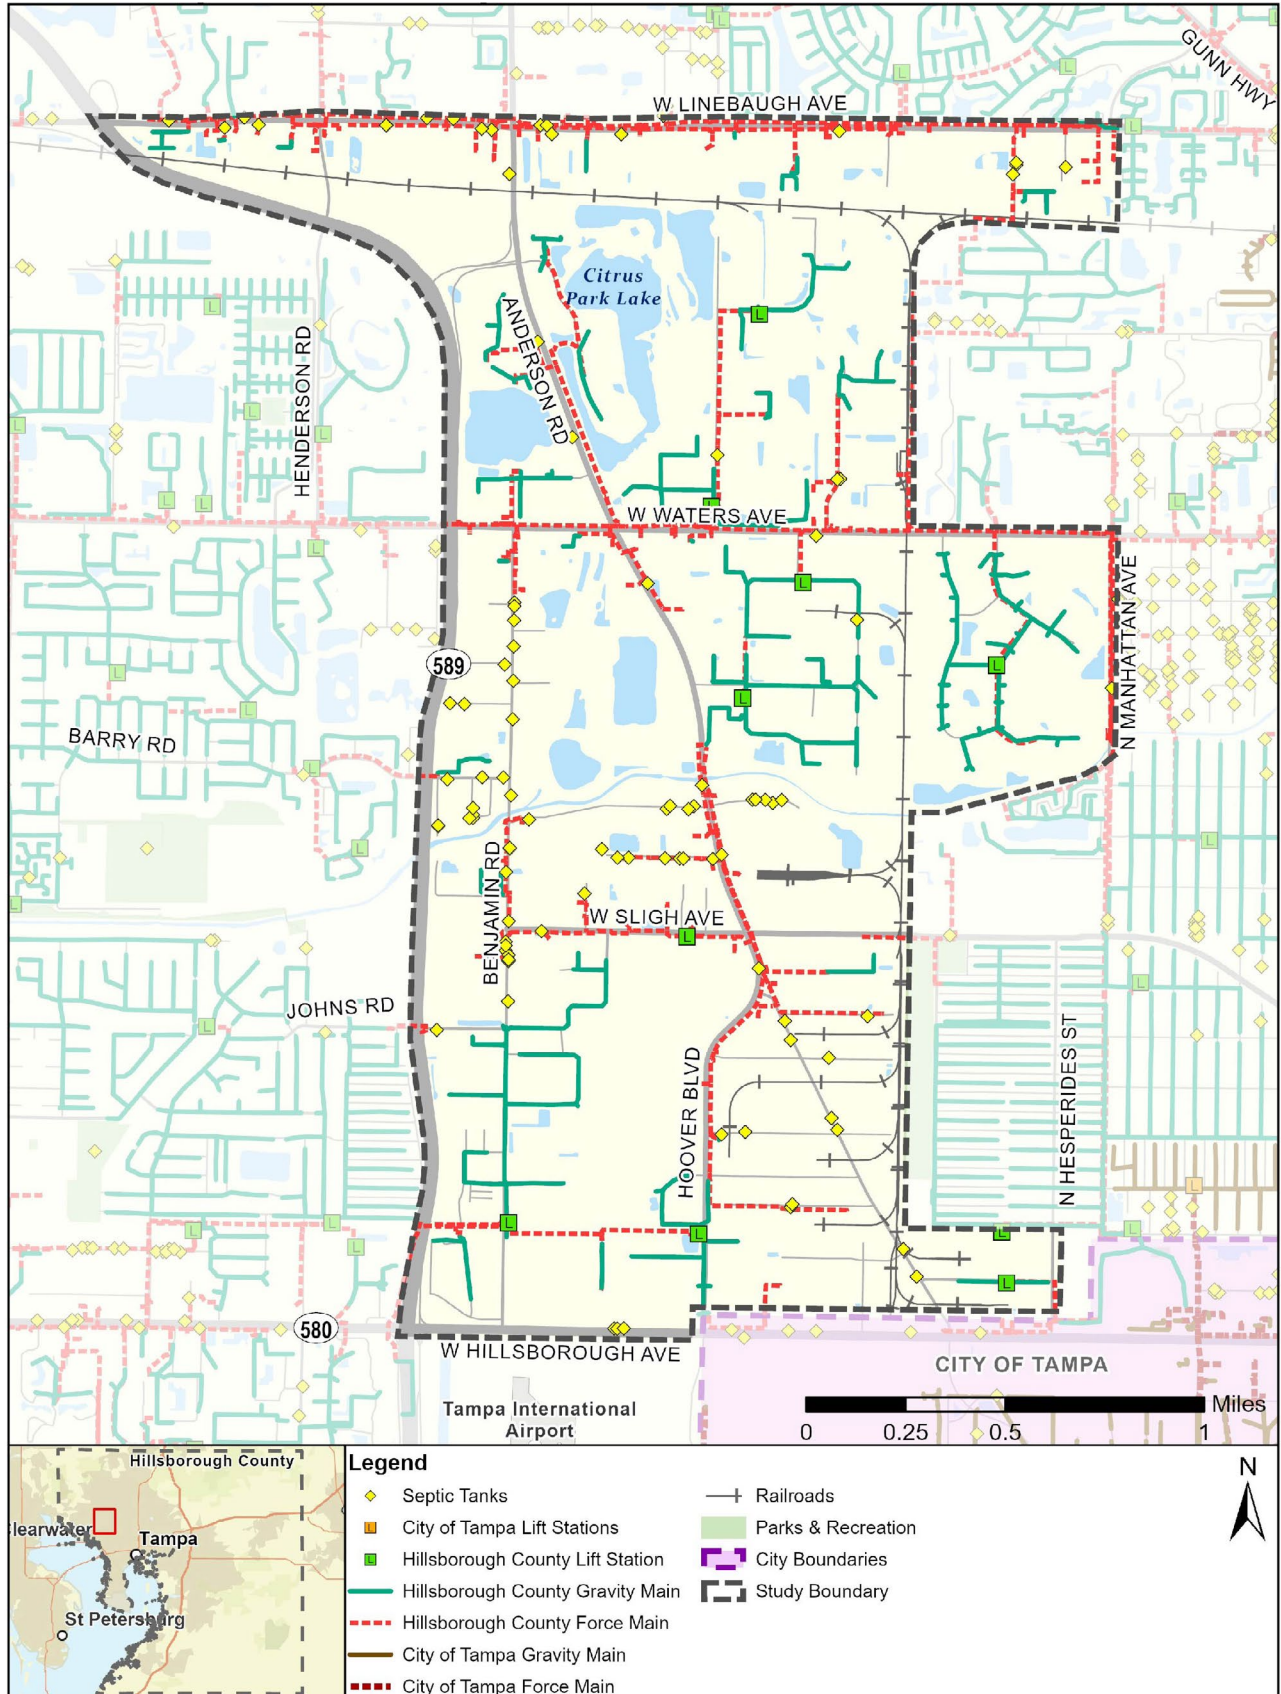 GUNN HWY
W LINEBAUGH AVE
Citrus
Park Lake
ANDERSON RD
HENDERSON RD
W WATERS AVE
N MANHATTAN AVE
589
BARRY RD
BENJAMIN RD
W SLIGH AVE
JOHNS RD
HOOVER BLVD
N HESPERIDES ST
580
W HILLSBOROUGH AVE
CITY OF TAMPA
Tampa International
Airport
Miles
0 0.25 0.5 1
Hillsborough County
Clearwater
Tampa
St Petersburg
Legend
Septic Tanks
City of Tampa Lift Stations
Hillsborough County Lift Station
Hillsborough County Gravity Main
Hillsborough County Force Main
City of Tampa Gravity Main
City of Tampa Force Main
Railroads
Parks & Recreation
City Boundaries
Study Boundary
N